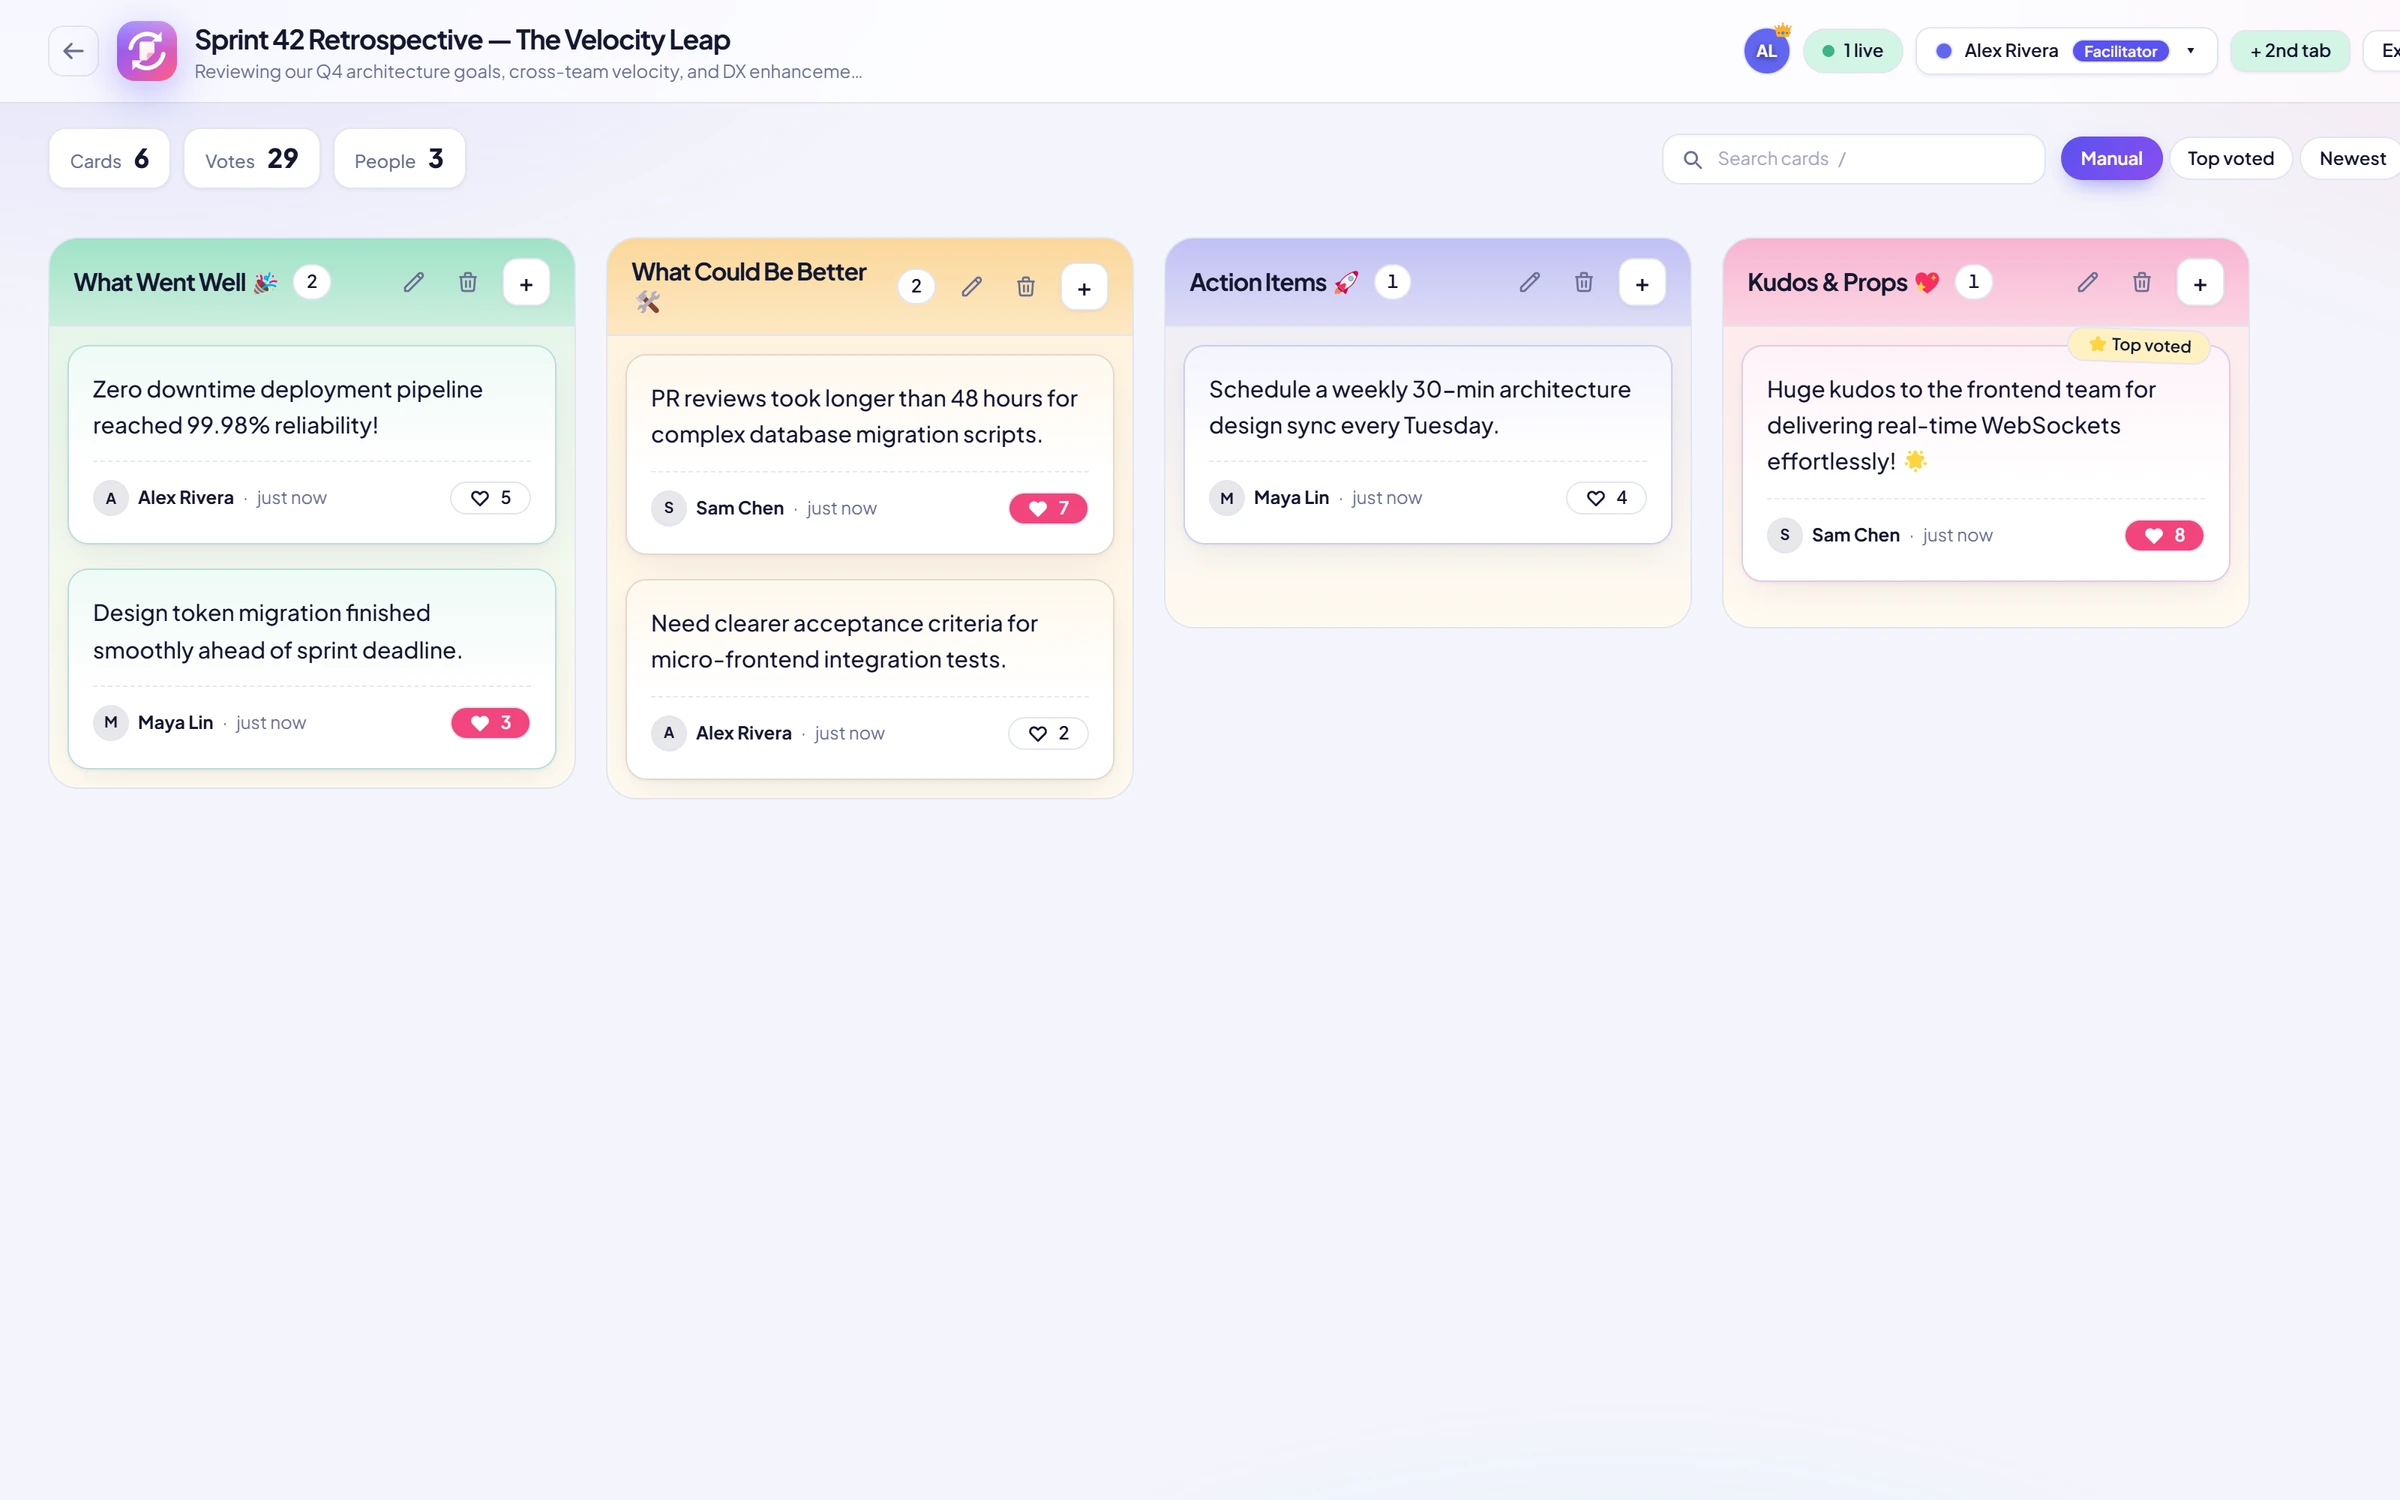 Sprint 42 Retrospective — The Velocity Leap
Reviewing our Q4 architecture goals, cross-team velocity, and DX enhanceme…
AL
1 live
Alex Rivera Facilitator ▾
+ 2nd tab
Ex
Cards 6
Votes 29
People 3
Search cards /
Manual
Top voted
Newest
What Went Well 🎉 2 +
Zero downtime deployment pipeline
reached 99.98% reliability!
A Alex Rivera · just now 5
Design token migration finished
smoothly ahead of sprint deadline.
M Maya Lin · just now 3
What Could Be Better
🛠️ 2 +
PR reviews took longer than 48 hours for
complex database migration scripts.
S Sam Chen · just now 7
Need clearer acceptance criteria for
micro-frontend integration tests.
A Alex Rivera · just now 2
Action Items 🚀 1 +
Schedule a weekly 30-min architecture
design sync every Tuesday.
M Maya Lin · just now 4
Kudos & Props 💖 1 +
⭐ Top voted
Huge kudos to the frontend team for
delivering real-time WebSockets
effortlessly! 🌟
S Sam Chen · just now 8